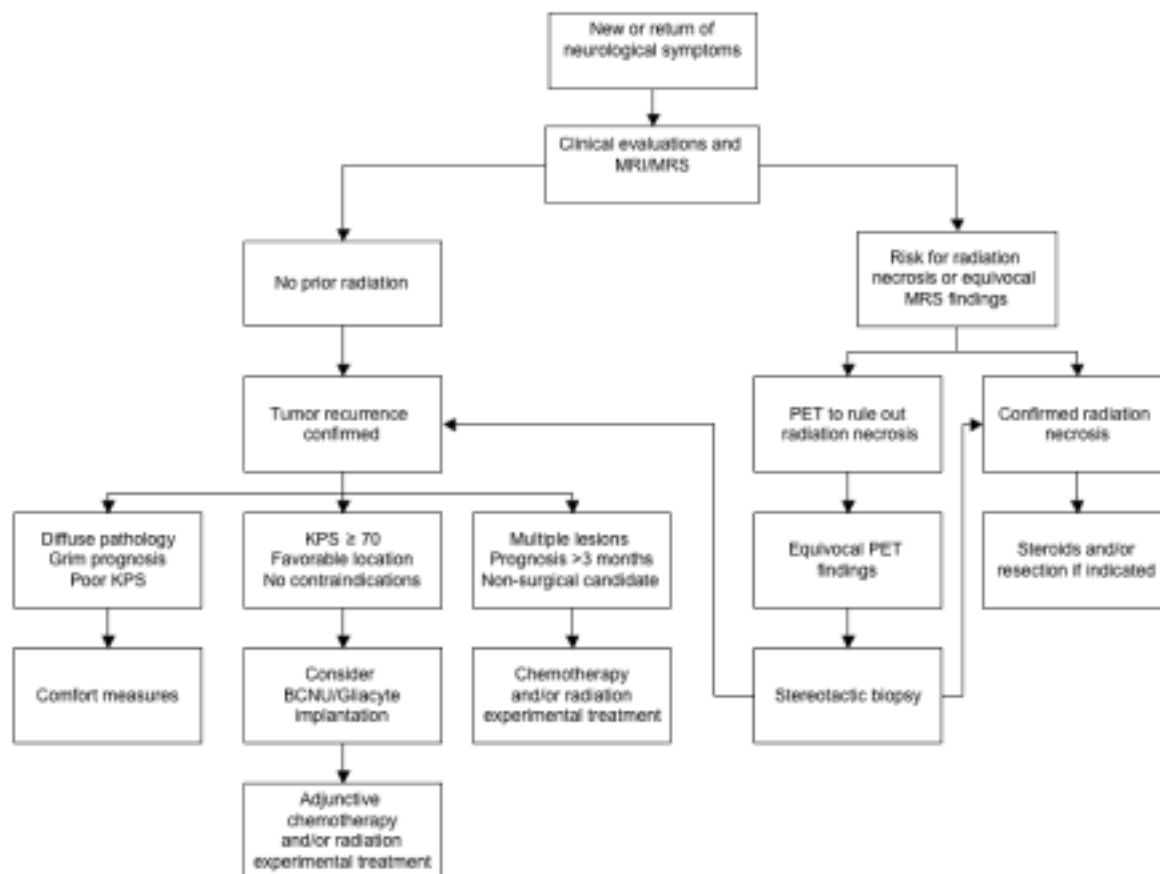 New or return of
neurological symptoms
Clinical evaluations and
MRI/MRS
No prior radiation
Risk for radiation
necrosis or equivocal
MRS findings
Tumor recurrence
confirmed
PET to rule out
radiation necrosis
Confirmed radiation
necrosis
Diffuse pathology
Grim prognosis
Poor KPS
KPS ≥ 70
Favorable location
No contraindications
Multiple lesions
Prognosis >3 months
Non-surgical candidate
Equivocal PET
findings
Steroids and/or
resection if indicated
Comfort measures
Consider
BCNU/Gliacyte
implantation
Chemotherapy
and/or radiation
experimental treatment
Stereotactic biopsy
Adjunctive
chemotherapy
and/or radiation
experimental treatment